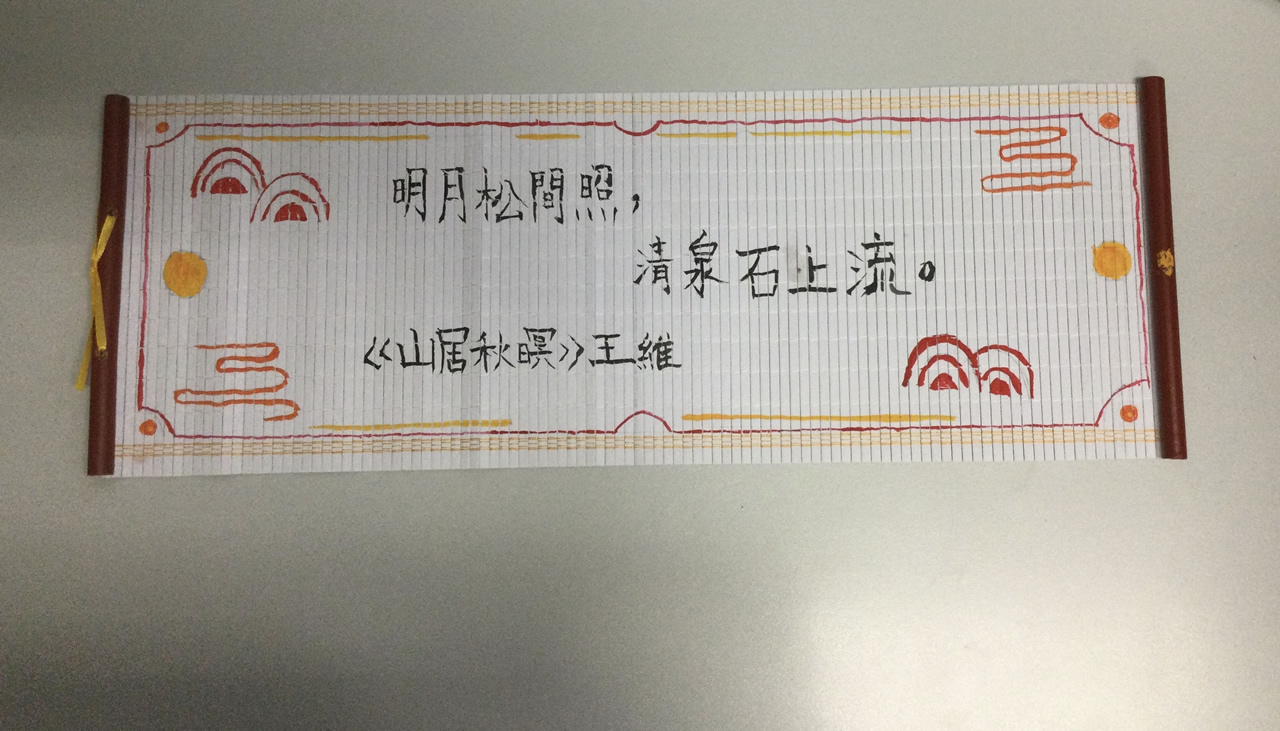 明月松間照，
清泉石上流。
《山居秋暝》王維